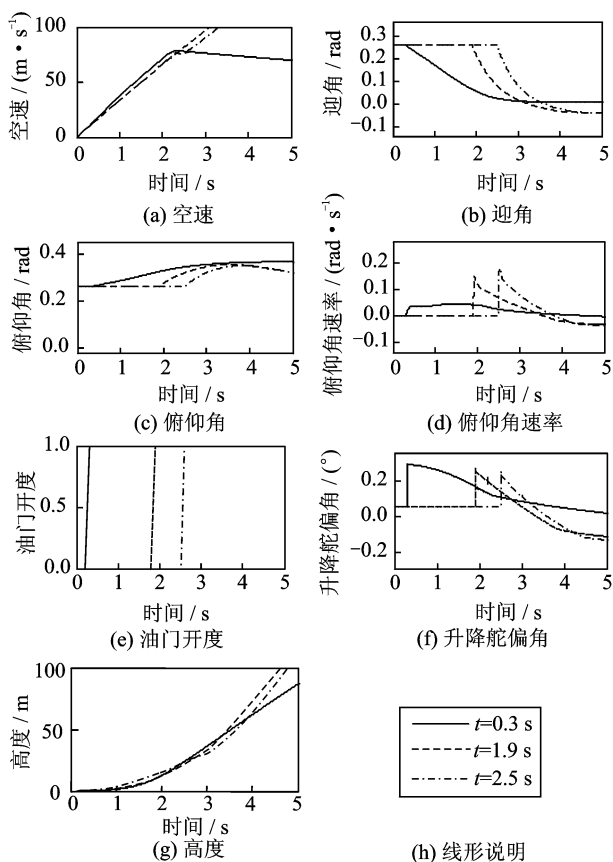 100
50
0
空速 / (m·s⁻¹)
0 1 2 3 4 5
时间 / s
(a) 空速
0.3
0.2
0.1
0.0
−0.1
迎角 / rad
0 1 2 3 4 5
时间 / s
(b) 迎角
0.4
0.2
0.0
俯仰角 / rad
0 1 2 3 4 5
时间 / s
(c) 俯仰角
0.2
0.1
0.0
−0.1
俯仰角速率 / (rad·s⁻¹)
0 1 2 3 4 5
时间 / s
(d) 俯仰角速率
1.0
0.5
0.0
油门开度
0 1 2 3 4 5
时间 / s
(e) 油门开度
0.2
0.0
−0.2
升降舵偏角 / (°)
0 1 2 3 4 5
时间 / s
(f) 升降舵偏角
100
50
0
高度 / m
0 1 2 3 4 5
时间 / s
(g) 高度
t=0.3 s
t=1.9 s
t=2.5 s
(h) 线形说明